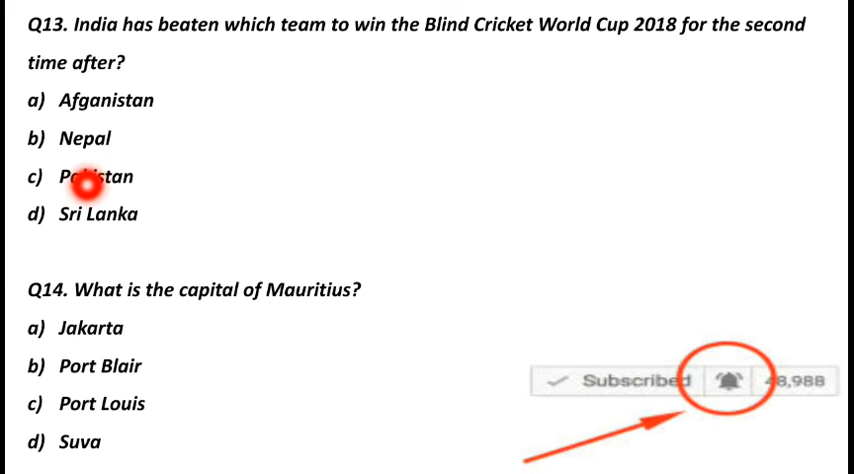 Q13. India has beaten which team to win the Blind Cricket World Cup 2018 for the second
time after?
a) Afganistan
b) Nepal
c) Pakistan
d) Sri Lanka
Q14. What is the capital of Mauritius?
a) Jakarta
b) Port Blair
c) Port Louis
d) Suva
Subscribed